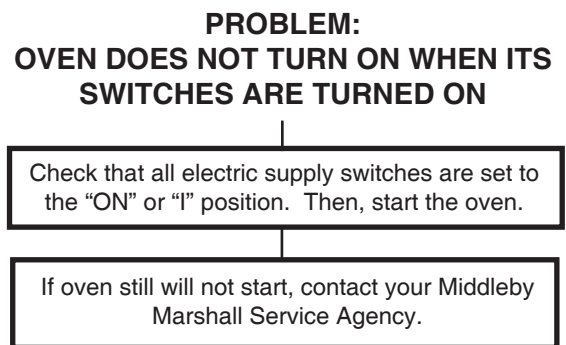 PROBLEM:
OVEN DOES NOT TURN ON WHEN ITS
SWITCHES ARE TURNED ON
Check that all electric supply switches are set to
the “ON” or “I” position.  Then, start the oven.
If oven still will not start, contact your Middleby
Marshall Service Agency.